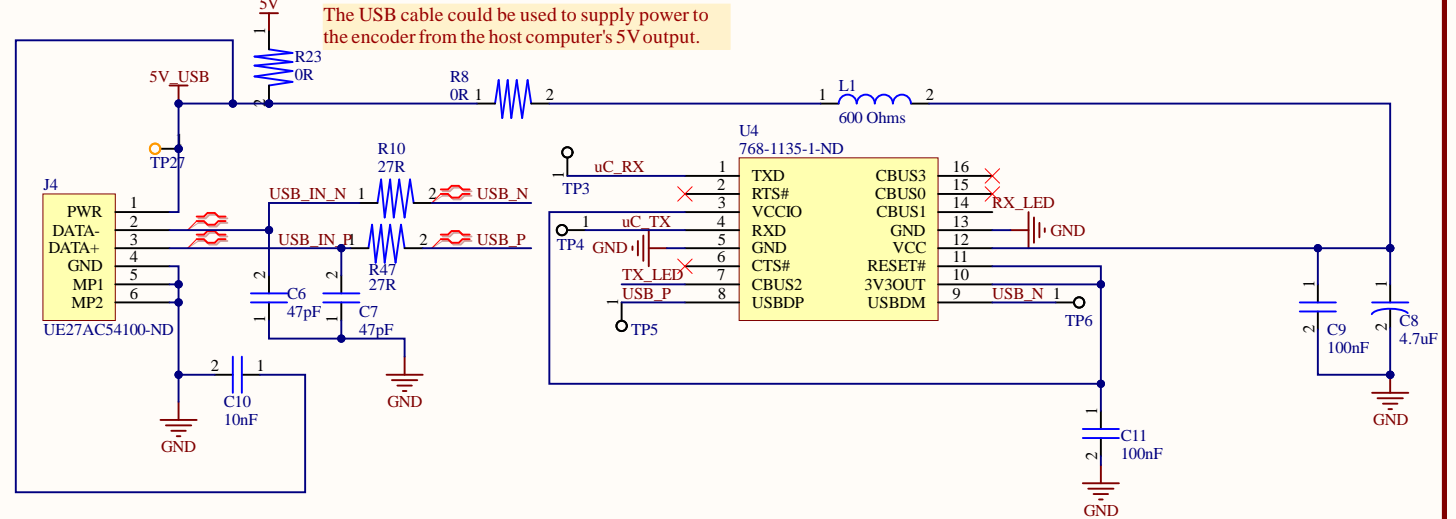 5V
The USB cable could be used to supply power to
the encoder from the host computer's 5V output.
1
R23
0R
2
5V_USB
R8
0R 1
2
1
L1
2
600 Ohms
TP27
U4
768-1135-1-ND
R10
27R
USB_IN_N 1
2 USB_N
USB_IN_P 1
2 USB_P
R47
27R
J4
PWR 1
DATA- 2
DATA+ 3
GND 4
MP1 5
MP2 6
UE27AC54100-ND
2
C6
47pF
1
2
C7
47pF
1
GND
2
1
C10
10nF
GND
1
TP3
uC_RX
1 TXD
2 RTS#
3 VCCIO
TP4
1
uC_TX
4 RXD
GND
5 GND
6 CTS#
TX_LED
7 CBUS2
1
USB_P
8 USBDP
TP5
CBUS3 16
CBUS0 15
CBUS1 14
RX_LED
GND 13
GND
VCC 12
RESET# 11
3V3OUT 10
USBDM 9
USB_N 1
TP6
1
C9
100nF
2
1
C8
4.7uF
2
GND
1
C11
100nF
2
GND